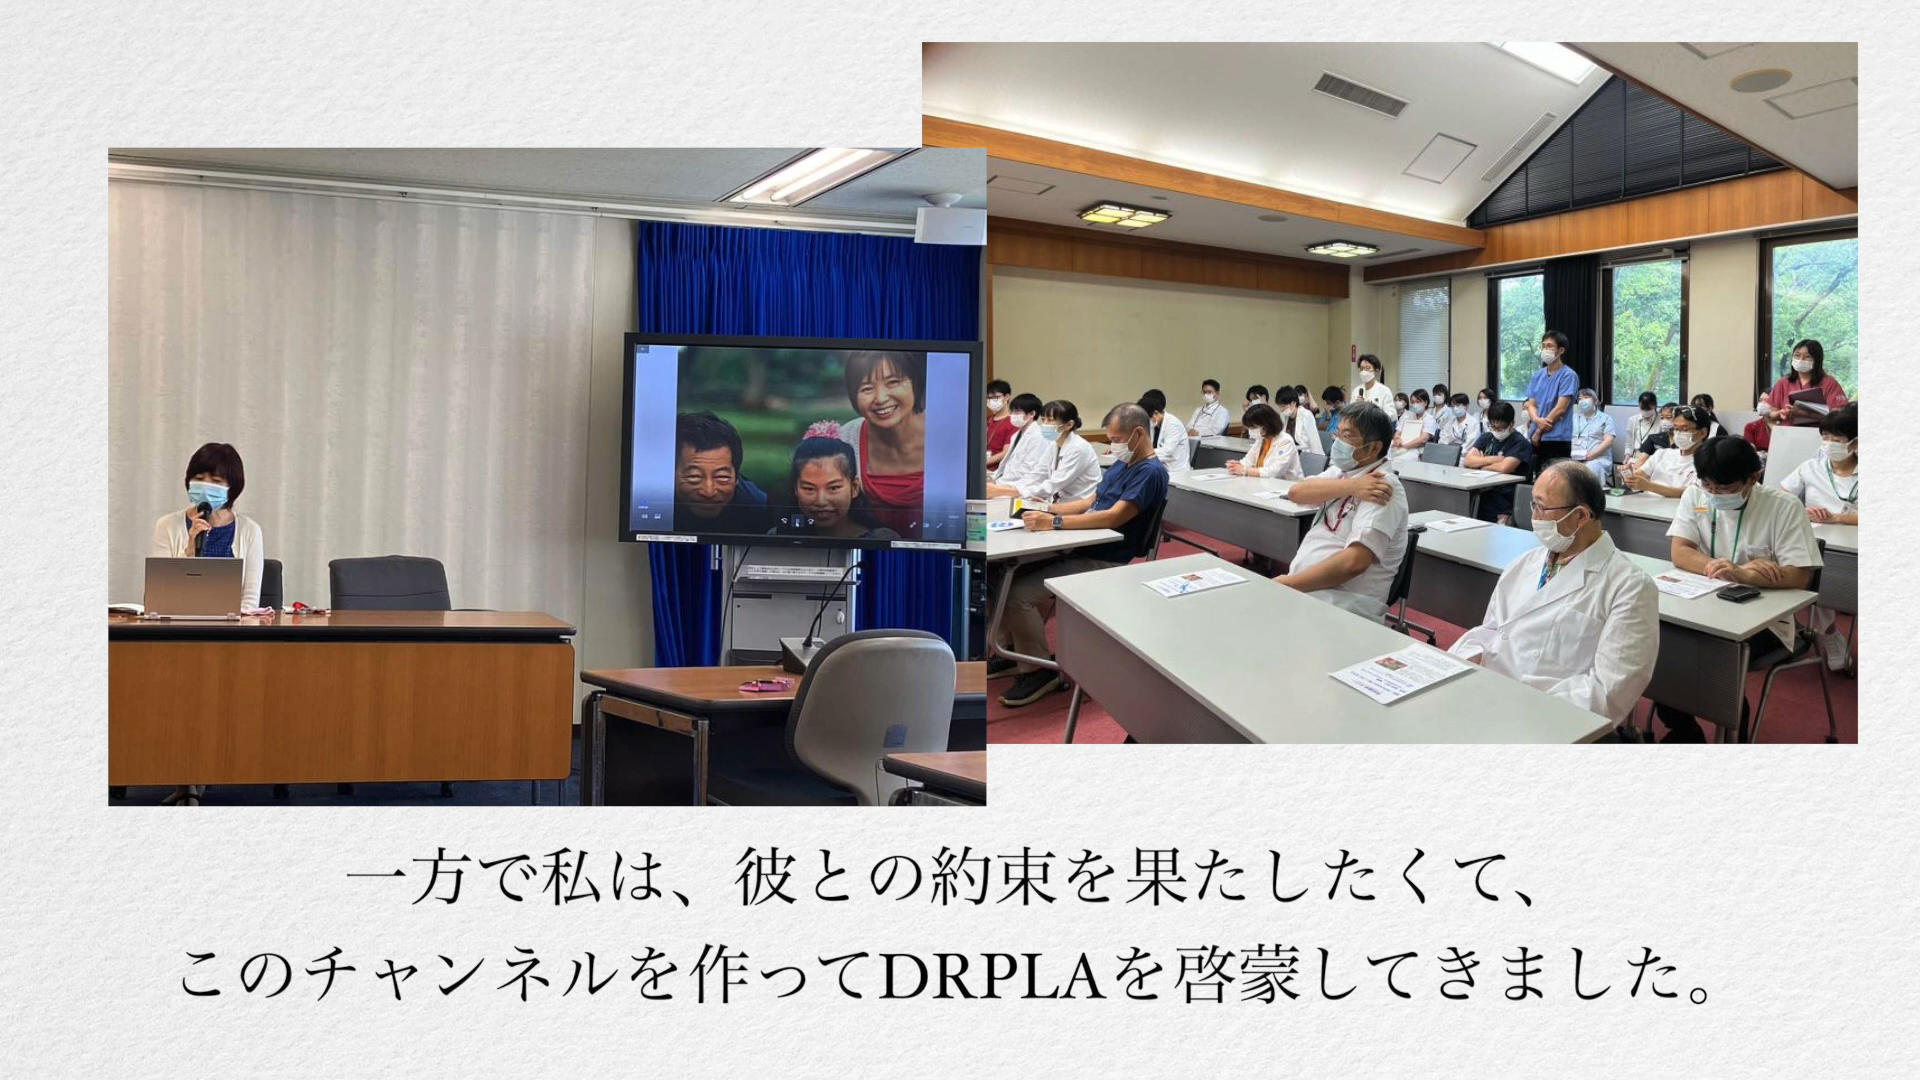 一方で私は、彼との約束を果たしたくて、
このチャンネルを作ってDRPLAを啓蒙してきました。